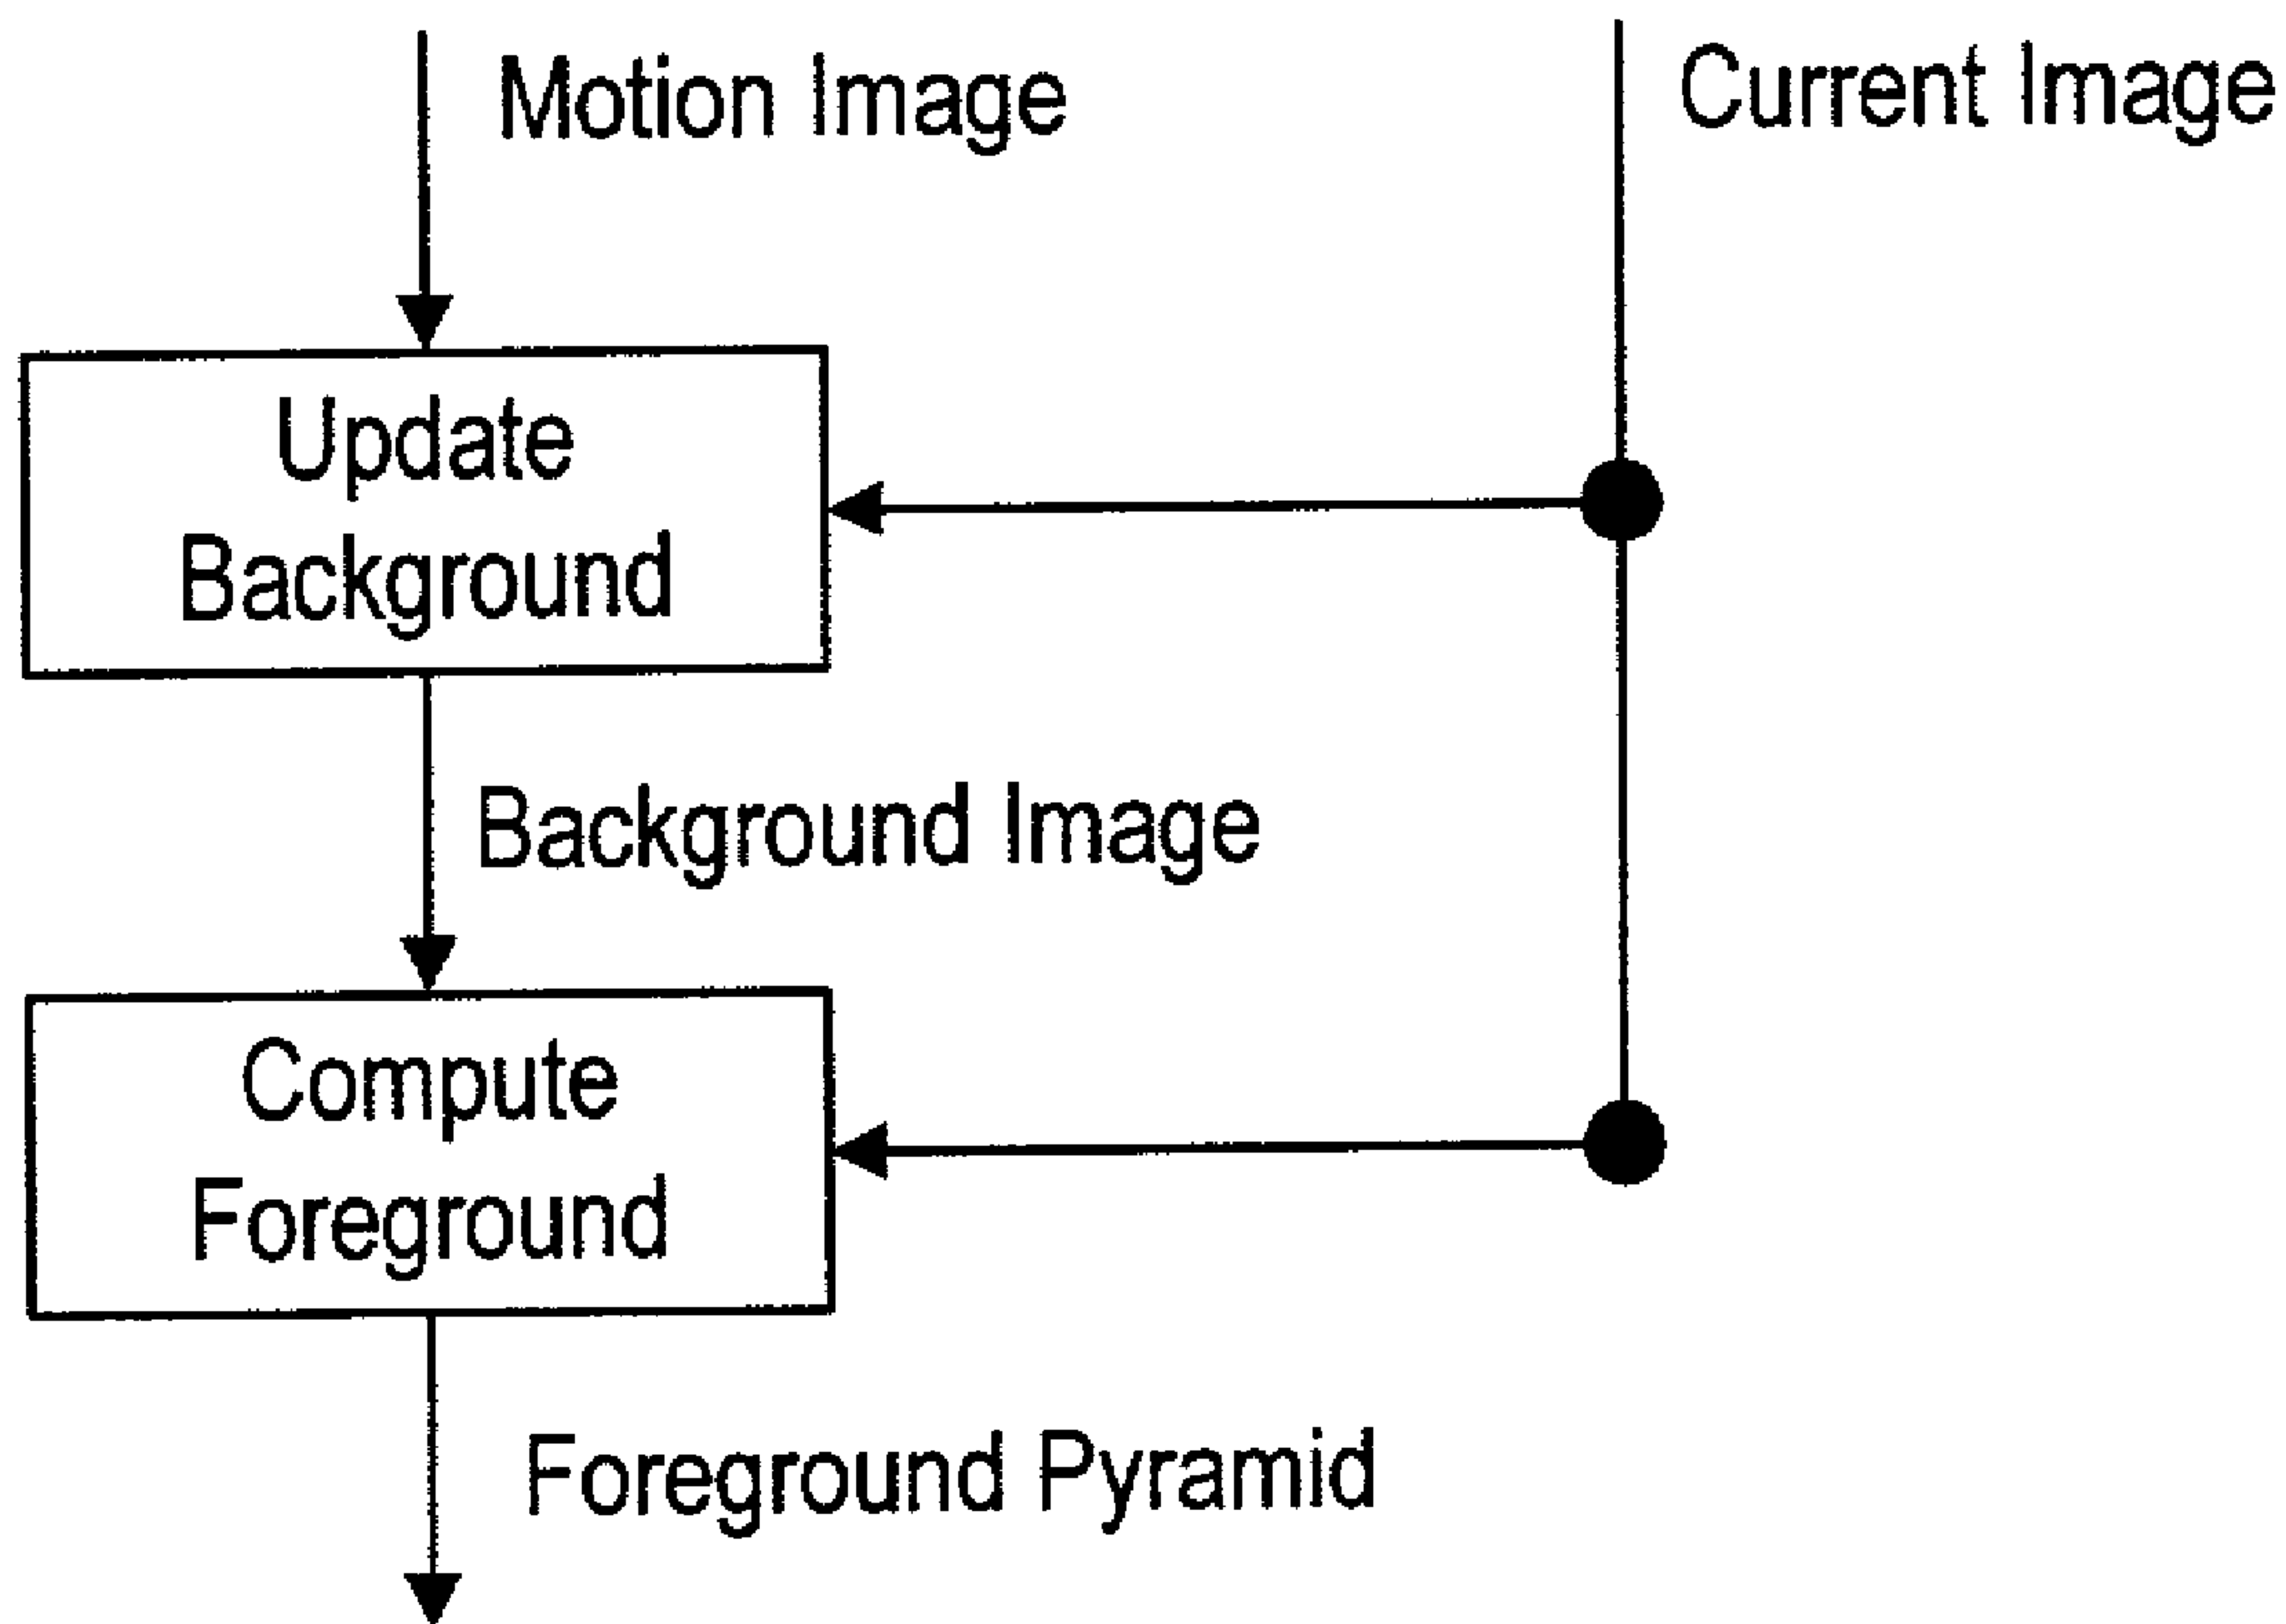 Motion Image
Current Image
Update
Background
Background Image
Compute
Foreground
Foreground Pyramid